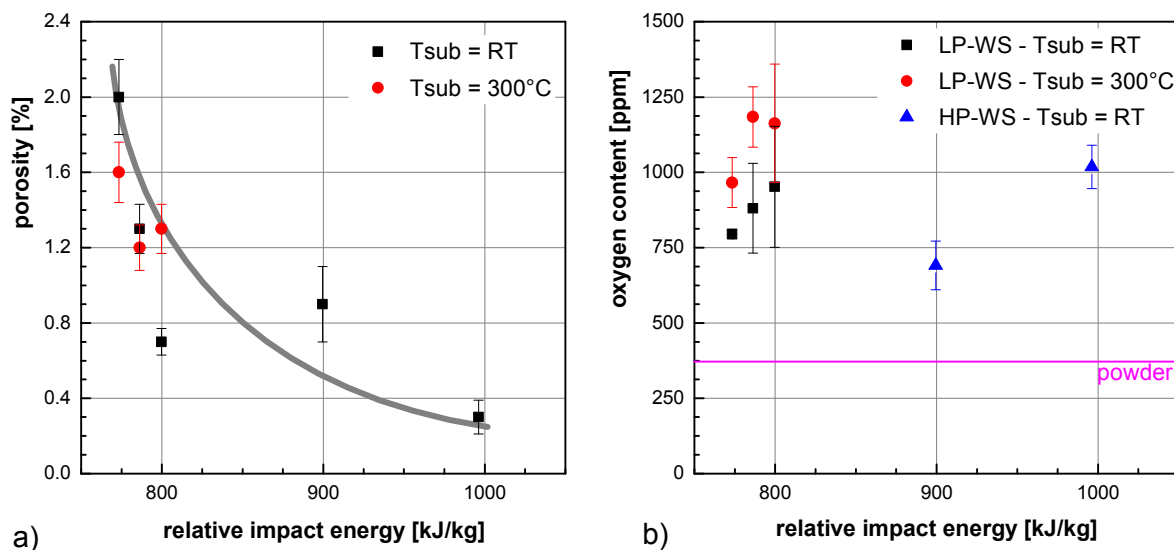 2.4
2.0
1.6
1.2
0.8
0.4
0.0
porosity [%]
Tsub = RT
Tsub = 300°C
800
900
1000
relative impact energy [kJ/kg]
a)
1500
1250
1000
750
500
250
0
oxygen content [ppm]
LP-WS - Tsub = RT
LP-WS - Tsub = 300°C
HP-WS - Tsub = RT
powder
800
900
1000
relative impact energy [kJ/kg]
b)